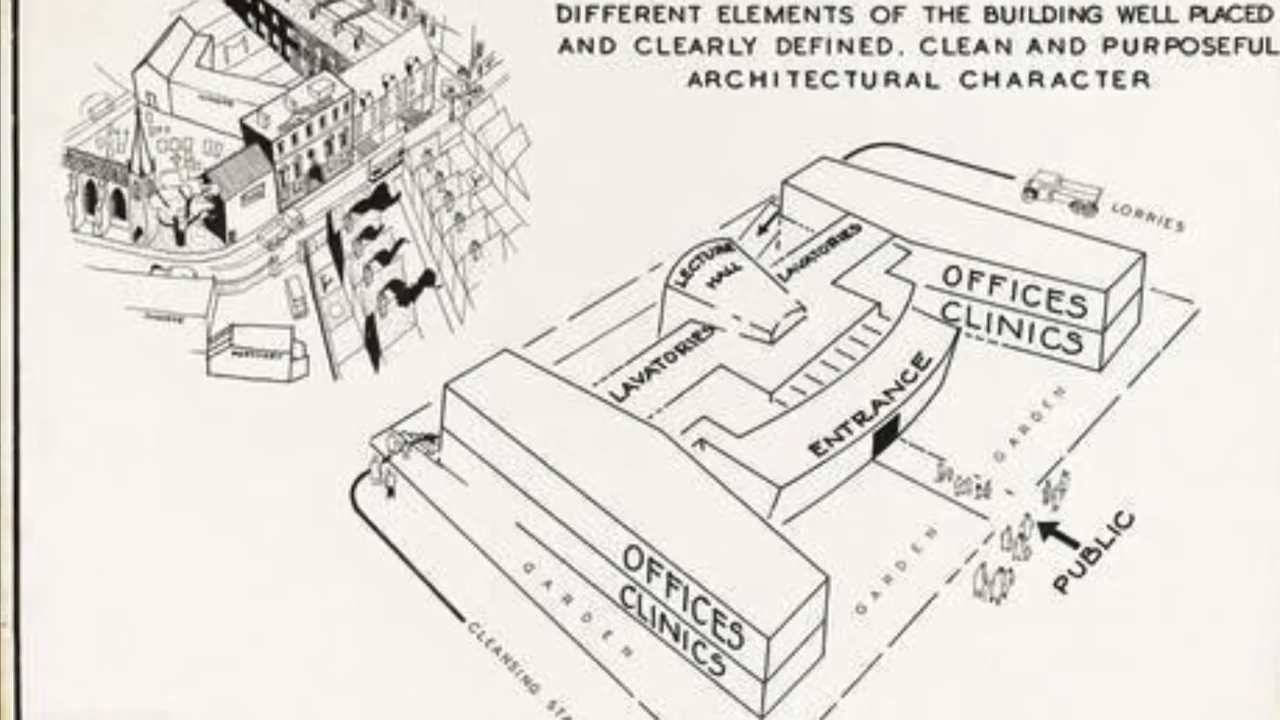 DIFFERENT ELEMENTS OF THE BUILDING WELL PLACED
AND CLEARLY DEFINED. CLEAN AND PURPOSEFUL
ARCHITECTURAL CHARACTER
LORRIES
LECTURE
HALL
LAVATORIES
OFFICES
CLINICS
LAVATORIES
ENTRANCE
GARDEN
GARDEN
PUBLIC
OFFICES
CLINICS
GARDEN
CLEANSING